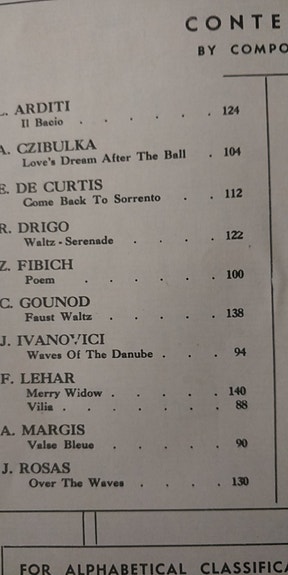 CONTE
BY COMPO
L. ARDITI
Il Bacio . . . . . . 124
A. CZIBULKA
Love's Dream After The Ball . 104
E. DE CURTIS
Come Back To Sorrento . . 112
R. DRIGO
Waltz - Serenade . . . . 122
Z. FIBICH
Poem . . . . . 100
C. GOUNOD
Faust Waltz . . . . 138
J. IVANOVICI
Waves Of The Danube . . . 94
F. LEHAR
Merry Widow . . . . . 140
Vilia . . . . . . . 88
A. MARGIS
Valse Bleue . . . . . 90
J. ROSAS
Over The Waves . . . . 130
FOR ALPHABETICAL CLASSIFICA